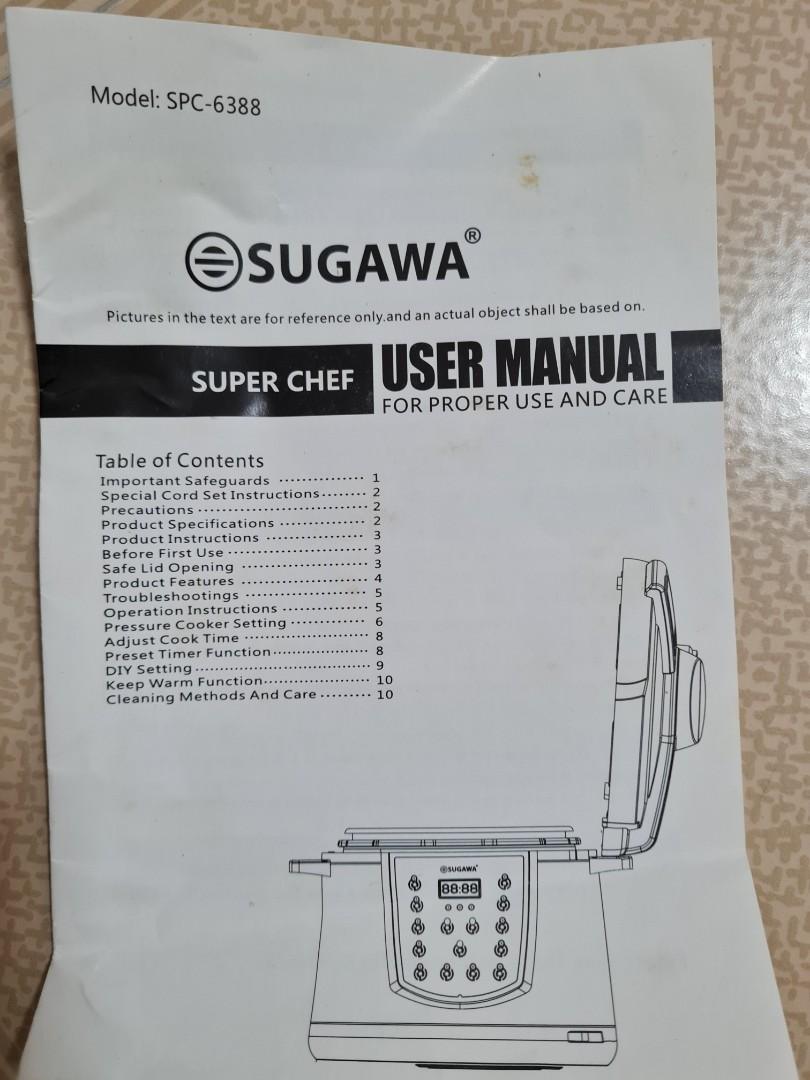 Model: SPC-6388
SUGAWA®
Pictures in the text are for reference only.and an actual object shall be based on.
SUPER CHEF
USER MANUAL
FOR PROPER USE AND CARE
Table of Contents
Important Safeguards ··············· 1
Special Cord Set Instructions········ 2
Precautions ···························· 2
Product Specifications ·············· 2
Product Instructions ················ 3
Before First Use ······················· 3
Safe Lid Opening ····················· 3
Product Features ····················· 4
Troubleshootings ···················· 5
Operation Instructions ·············· 5
Pressure Cooker Setting ············· 6
Adjust Cook Time ···················· 8
Preset Timer Function················ 8
DIY Setting ····························· 9
Keep Warm Function·················· 10
Cleaning Methods And Care ········· 10
SUGAWA®
88:88